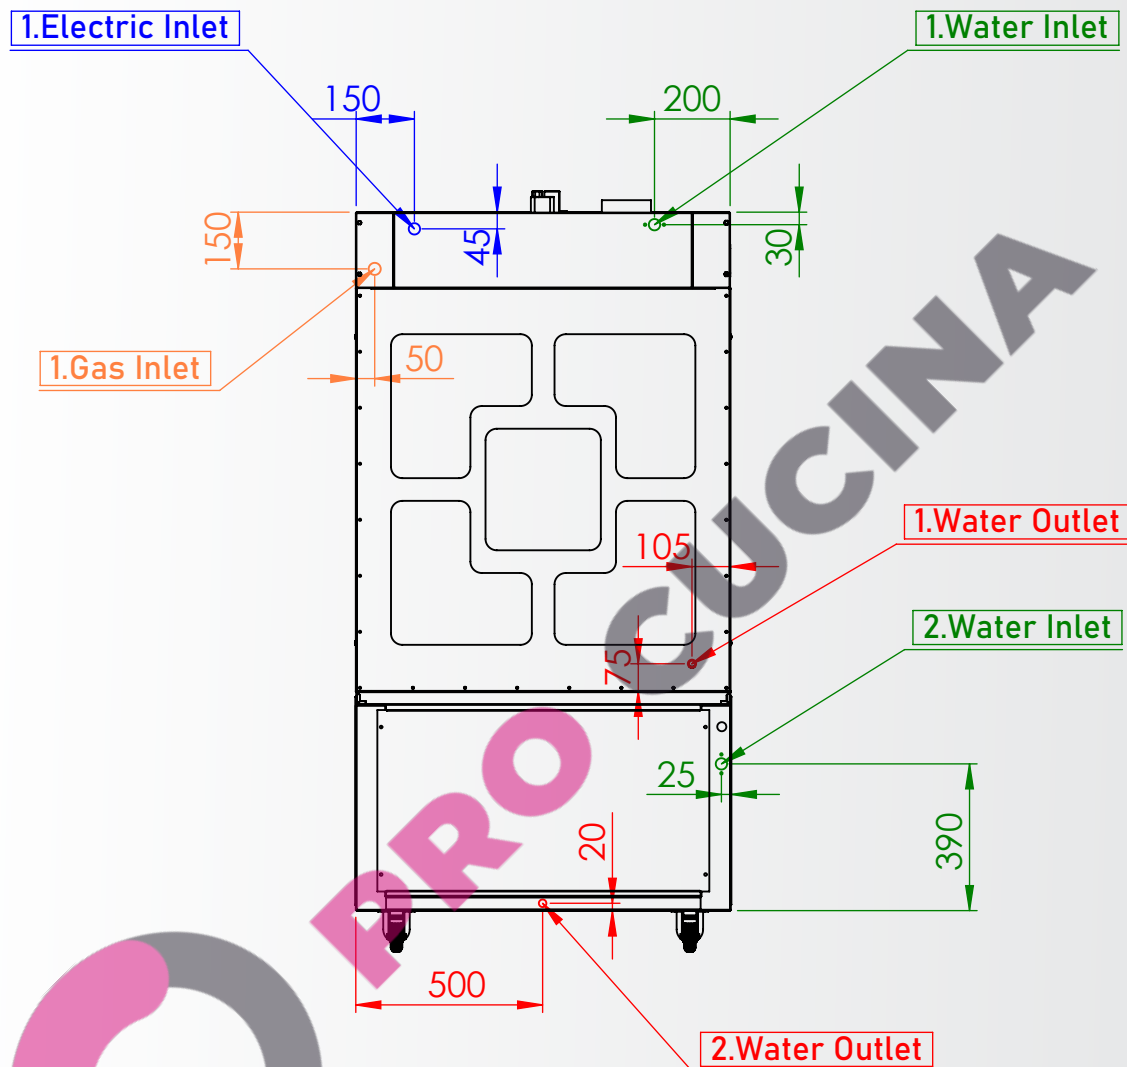 1.Electric Inlet
1.Water Inlet
150
200
150
45
30
1.Gas Inlet
50
1.Water Outlet
105
2.Water Inlet
75
25
20
390
500
2.Water Outlet
PRO CUCINA